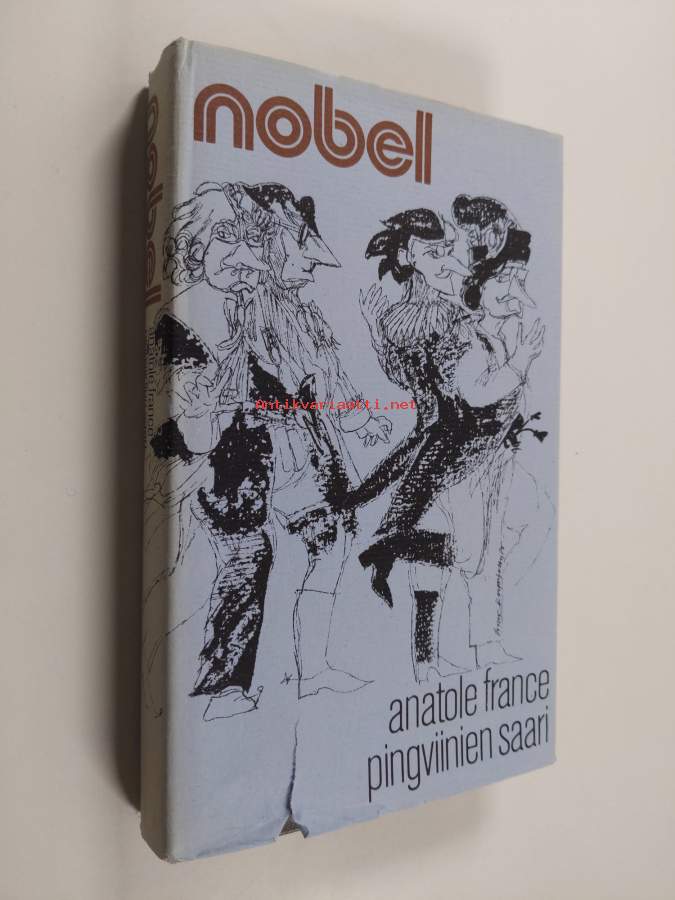 nobel
nobel
anatole france
Antikvariaatti.net
anatole france
pingviinien saari